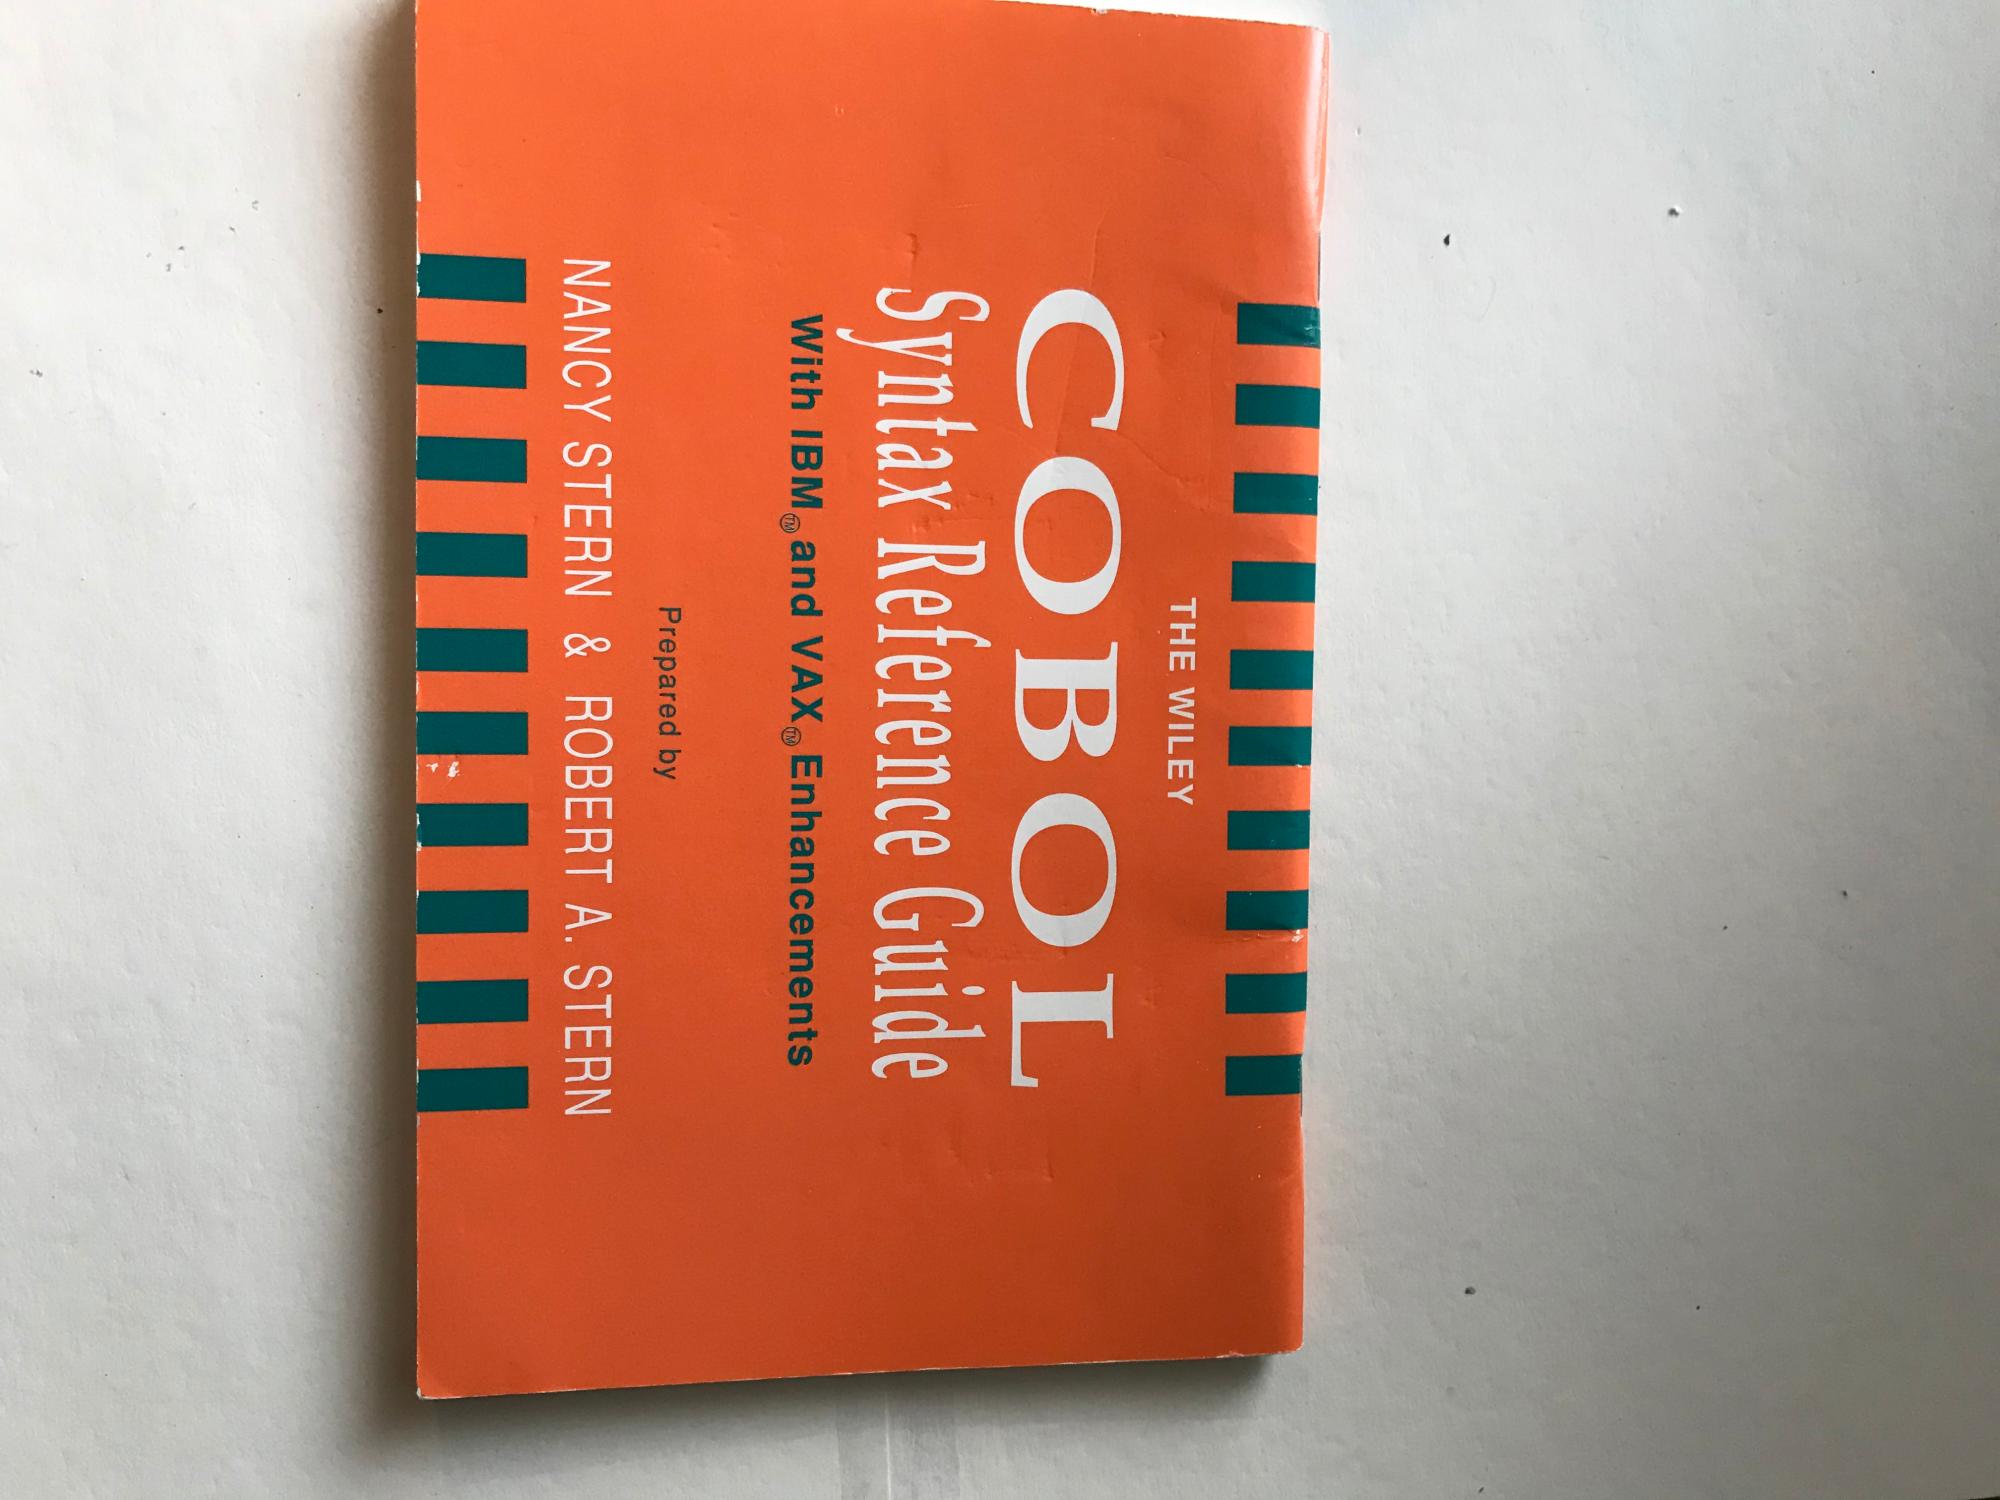 THE WILEY
COBOL
Syntax Reference Guide
With IBM™ and VAX™ Enhancements
Prepared by
NANCY STERN & ROBERT A. STERN